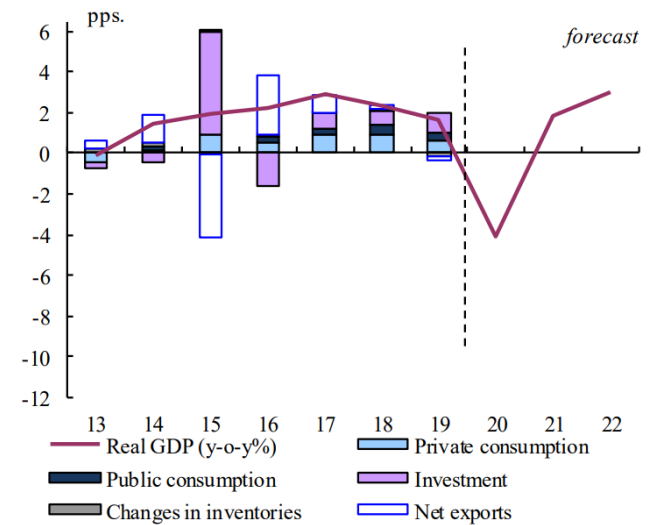 pps.
forecast
6
4
2
0
-2
-4
-6
-8
-10
-12
13 14 15 16 17 18 19 20 21 22
Real GDP (y-o-y%) Private consumption
Public consumption Investment
Changes in inventories Net exports